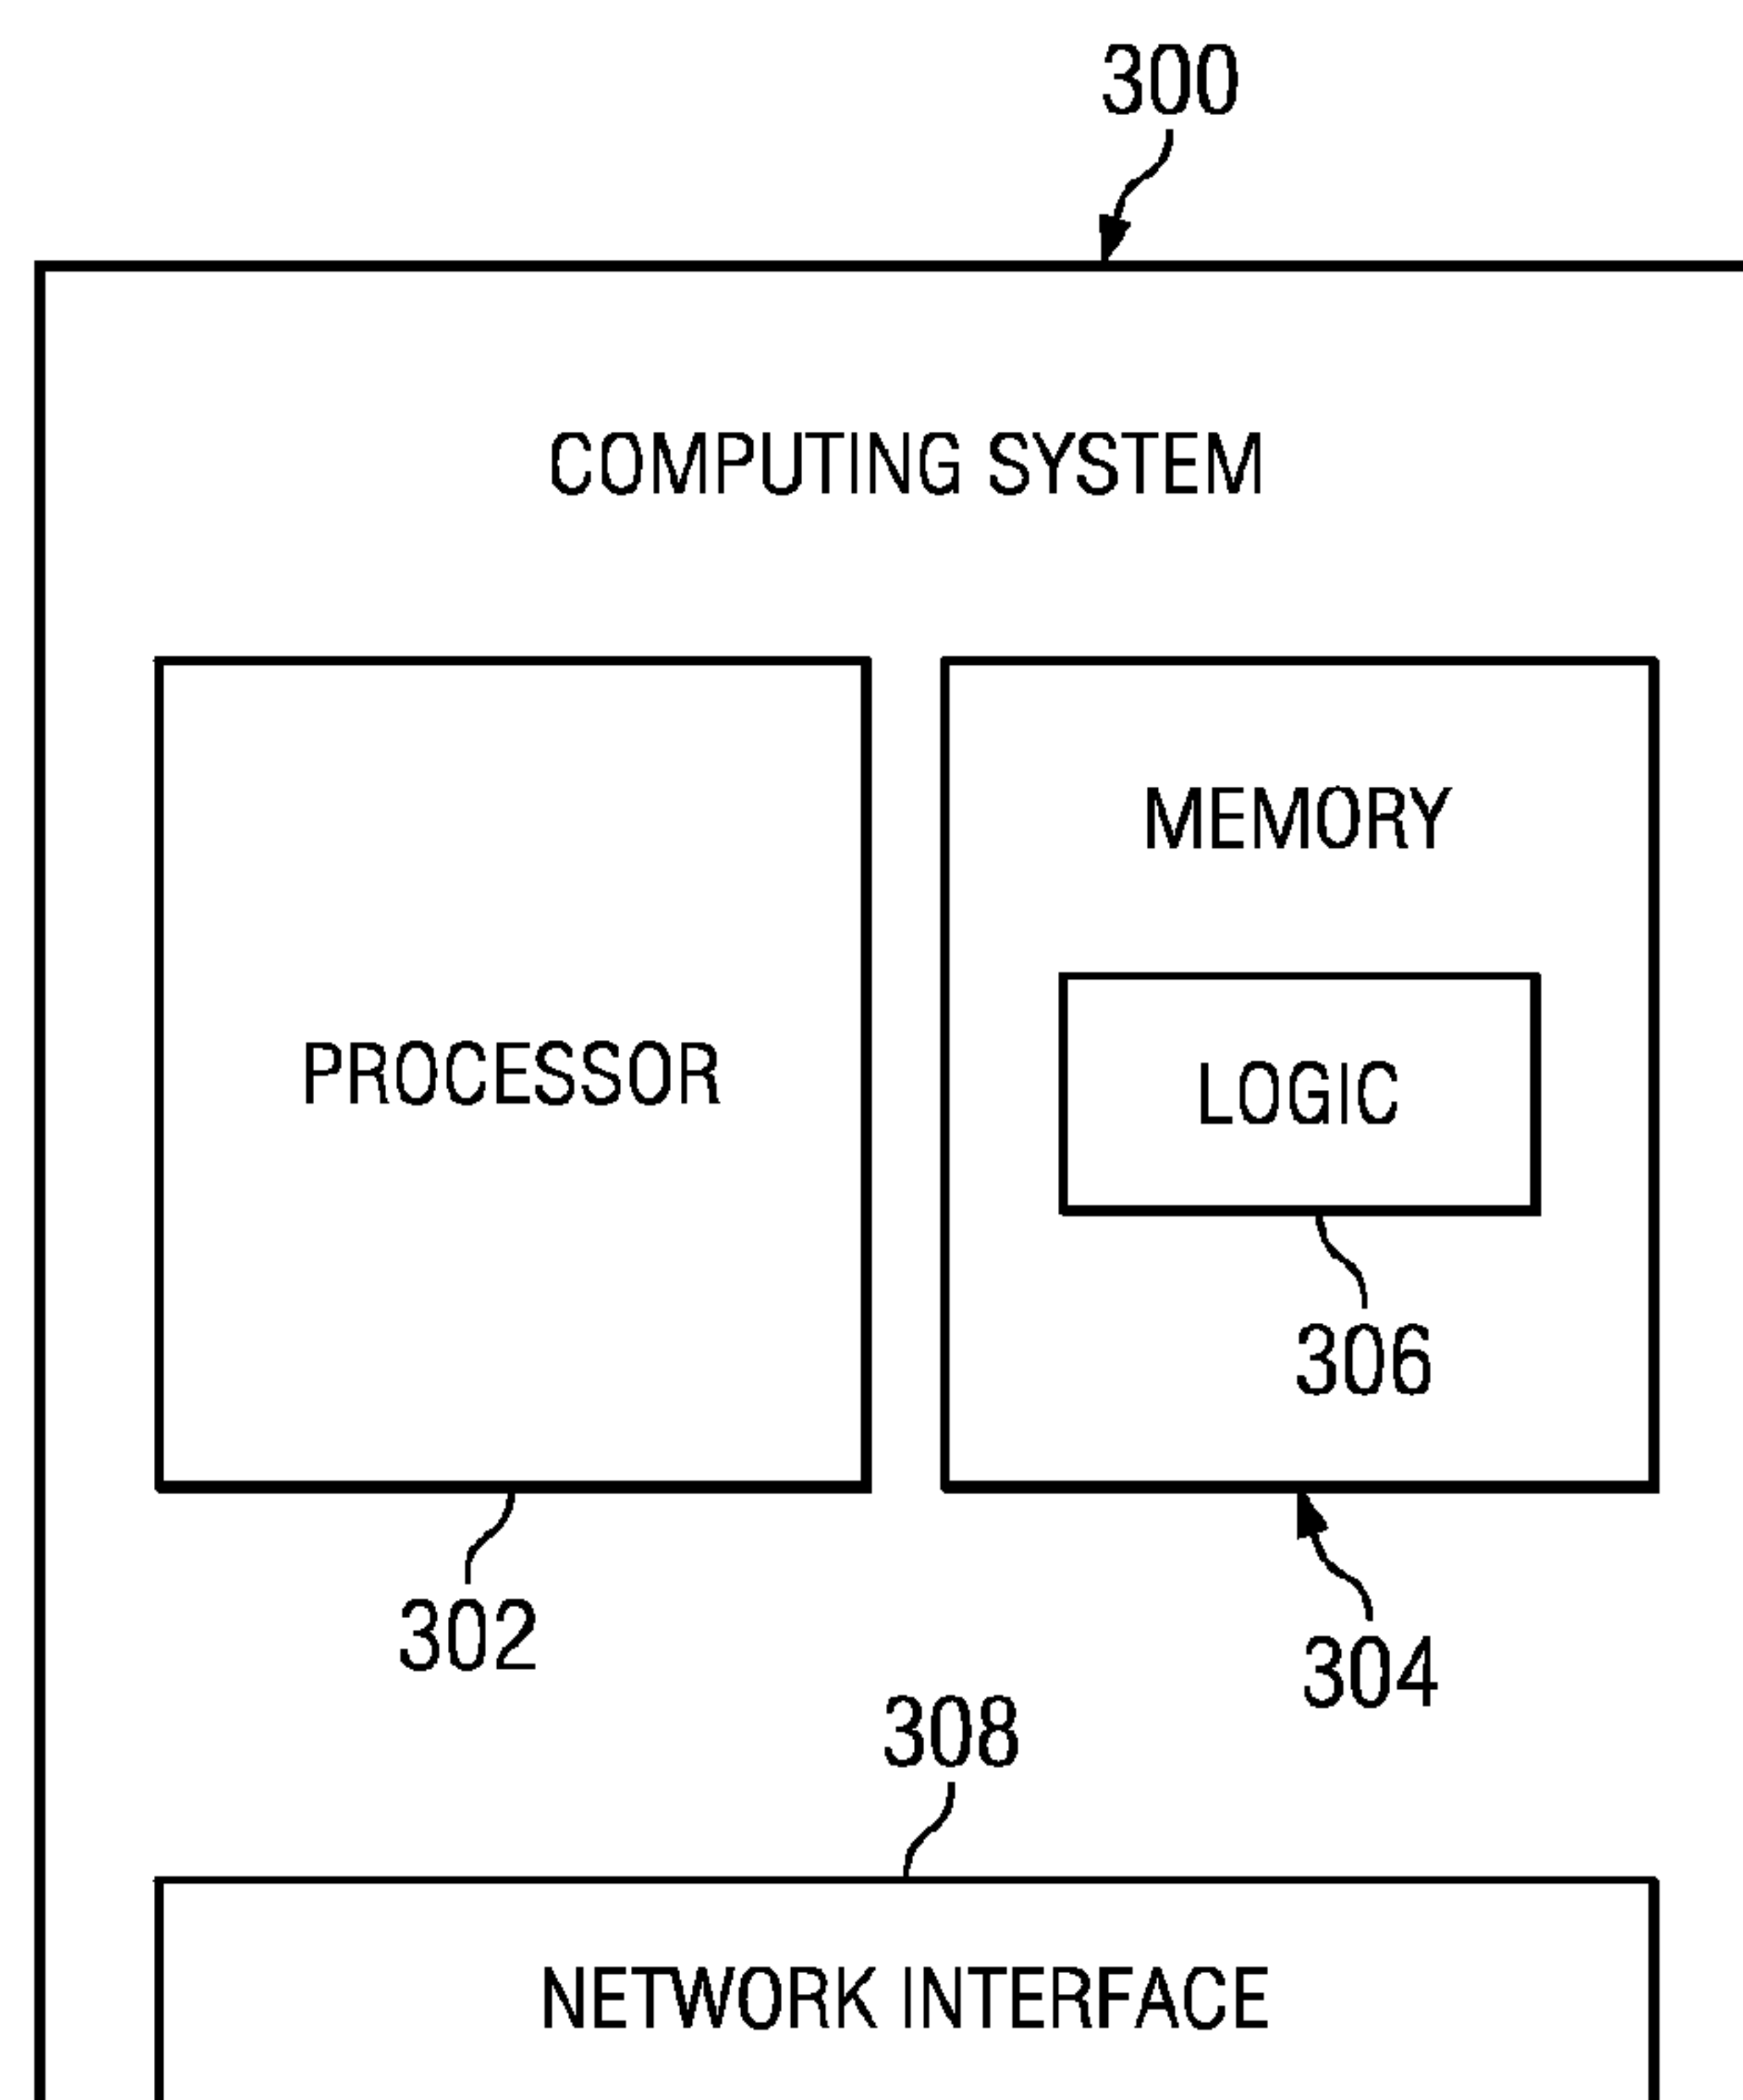 300
COMPUTING SYSTEM
PROCESSOR
MEMORY
LOGIC
306
302
304
308
NETWORK INTERFACE